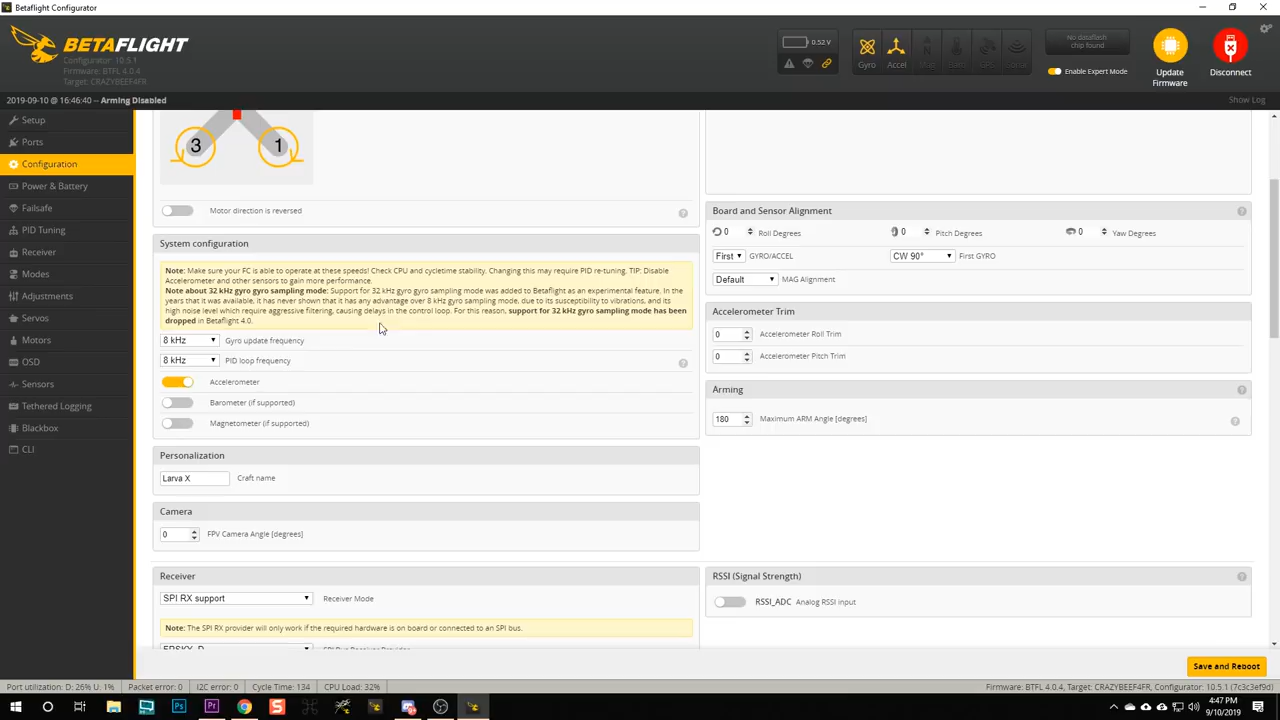 Betaflight Configurator
BETAFLIGHT
Configurator: 10.5.1
Firmware: BTFL 4.0.4
Target: CRAZYBEEF4FR
0.52 V
Gyro
Accel
Mag
Baro
GPS
Sonar
No dataflash
chip found
Enable Expert Mode
Update
Firmware
Disconnect
2019-09-10 @ 16:46:40 -- Arming Disabled
Show Log
Setup
Ports
Configuration
Power & Battery
Failsafe
PID Tuning
Receiver
Modes
Adjustments
Servos
Motors
OSD
Sensors
Tethered Logging
Blackbox
CLI
3
1
Motor direction is reversed
System configuration
Note: Make sure your FC is able to operate at these speeds! Check CPU and cycletime stability. Changing this may require PID re-tuning. TIP: Disable
Accelerometer and other sensors to gain more performance.
Note about 32 kHz gyro gyro sampling mode: Support for 32 kHz gyro gyro sampling mode was added to Betaflight as an experimental feature. In the
years that it was available, it has never shown that it has any advantage over 8 kHz gyro sampling mode, due to its susceptibility to vibrations, and its
high noise level which require aggressive filtering, causing delays in the control loop. For this reason, support for 32 kHz gyro sampling mode has been
dropped in Betaflight 4.0.
8 kHz Gyro update frequency
8 kHz PID loop frequency
Accelerometer
Barometer (if supported)
Magnetometer (if supported)
Personalization
Larva X Craft name
Camera
0 FPV Camera Angle [degrees]
Receiver
SPI RX support Receiver Mode
Note: The SPI RX provider will only work if the required hardware is on board or connected to an SPI bus.
Board and Sensor Alignment
0 Roll Degrees 0 Pitch Degrees 0 Yaw Degrees
First GYRO/ACCEL CW 90° First GYRO
Default MAG Alignment
Accelerometer Trim
0 Accelerometer Roll Trim
0 Accelerometer Pitch Trim
Arming
180 Maximum ARM Angle [degrees]
RSSI (Signal Strength)
RSSI_ADC Analog RSSI input
Save and Reboot
Port utilization: D: 26% U: 1% Packet error: 0 I2C error: 0 Cycle Time: 134 CPU Load: 32% Firmware: BTFL 4.0.4, Target: CRAZYBEEF4FR, Configurator: 10.5.1 (7c3c3ef9d)
4:47 PM
9/10/2019